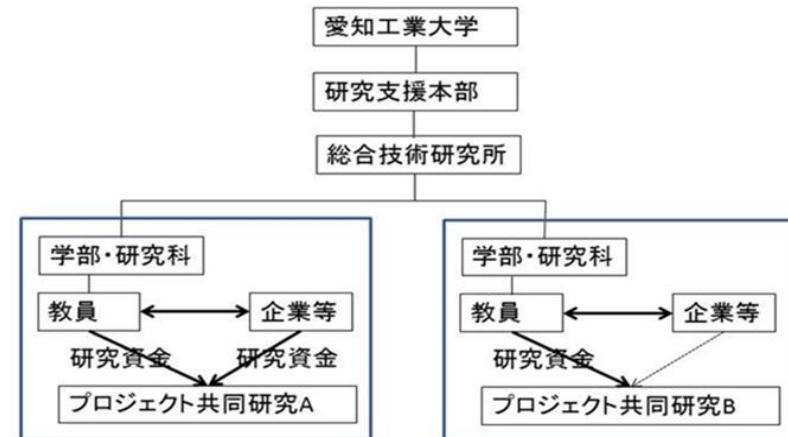 愛知工業大学
研究支援本部
総合技術研究所
学部・研究科
教員
企業等
研究資金
研究資金
プロジェクト共同研究A
学部・研究科
教員
企業等
研究資金
プロジェクト共同研究B